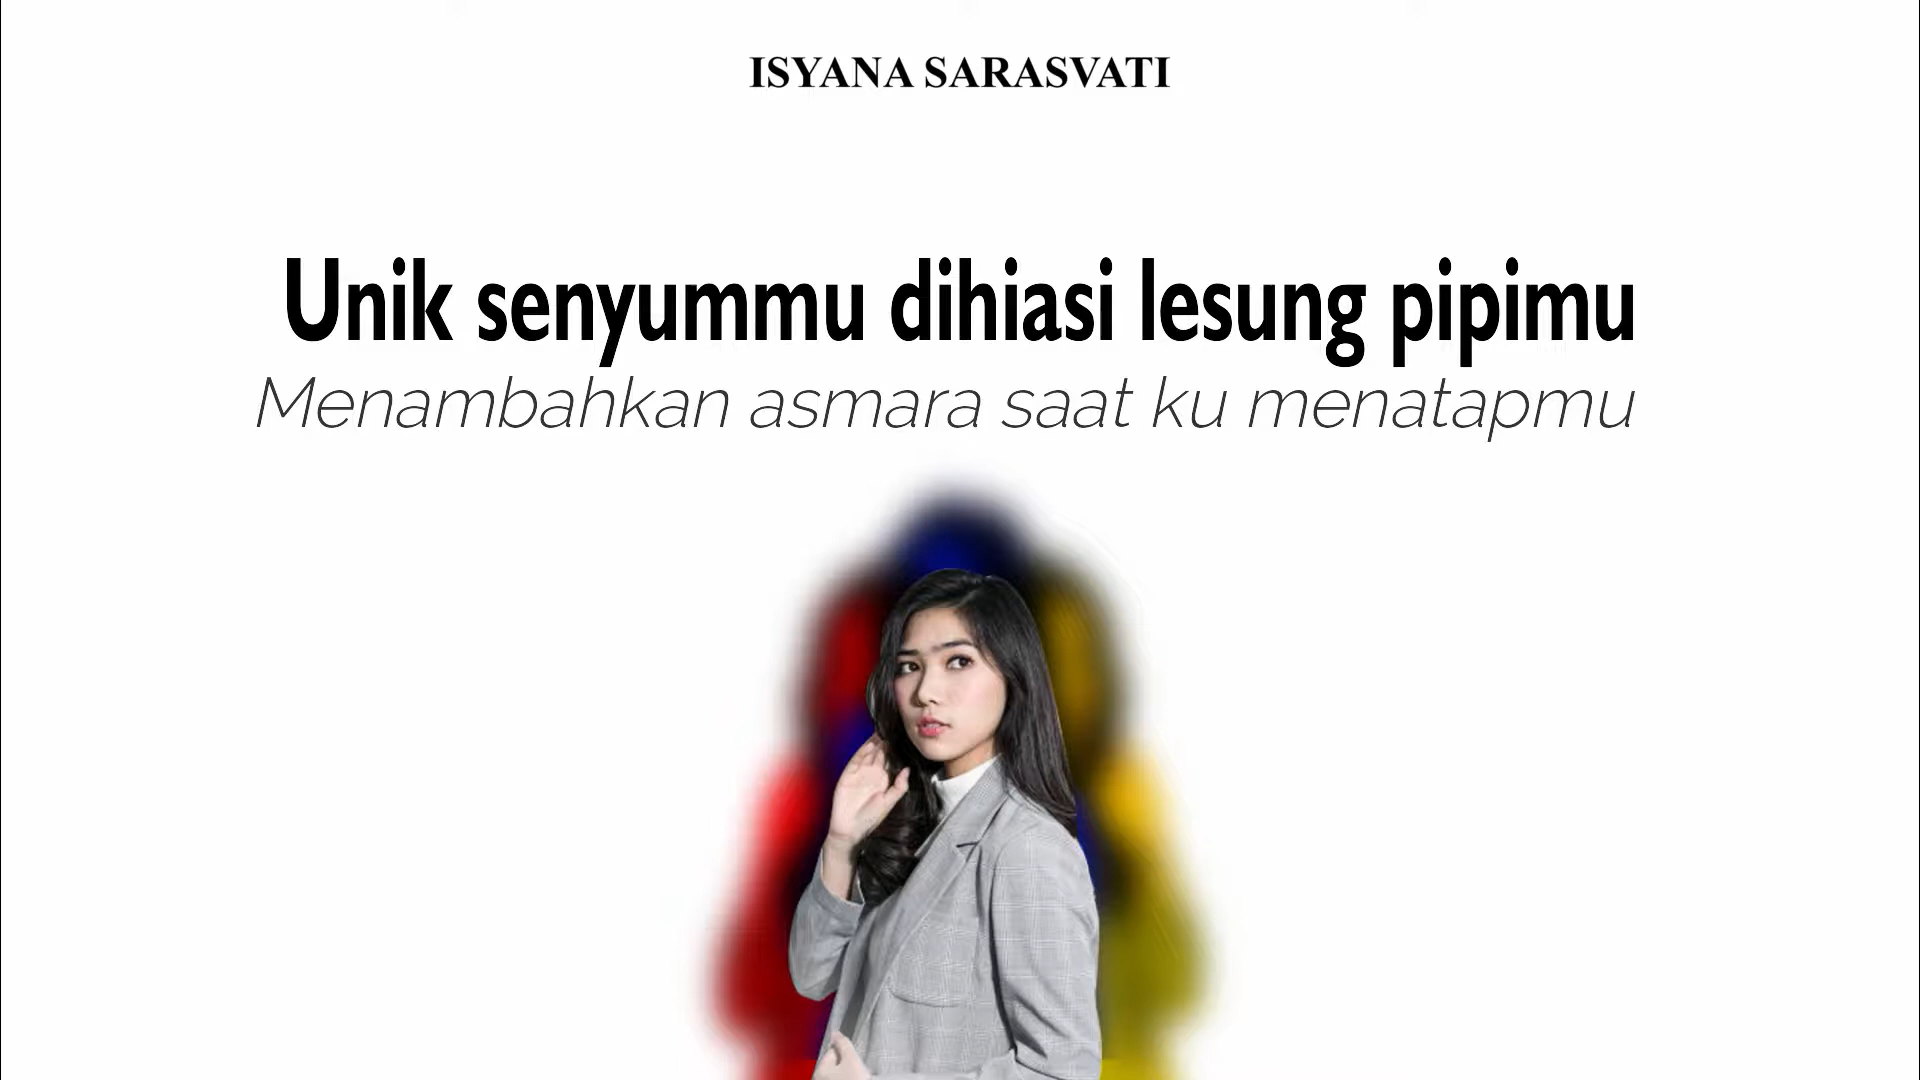 ISYANA SARASVATI
Unik senyummu dihiasi lesung pipimu
Menambahkan asmara saat ku menatapmu